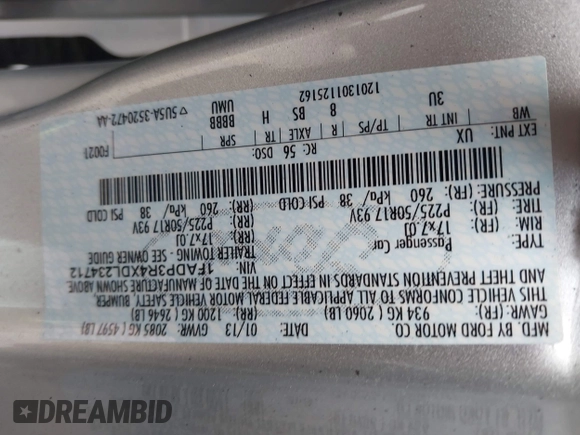 MFD. BY FORD MOTOR CO.
DATE: 01/13 GVWR: 2085 KG ( 4597 LB)
GAWR: (FR) 934 KG ( 2060 LB) (RR) 1200 KG ( 2646 LB)
THIS VEHICLE CONFORMS TO ALL APPLICABLE FEDERAL MOTOR VEHICLE SAFETY, BUMPER,
AND THEFT PREVENTION STANDARDS IN EFFECT ON THE DATE OF MANUFACTURE SHOWN ABOVE
VIN: 1FADP3R4XDL234712
TYPE: Passenger Car TRAILER TOWING- SEE OWNER GUIDE
RIM: (FR): 17x7.0J (RR): 17x7.0J
TIRE: (FR): P225/50R17 93V (RR): P225/50R17 93V
PRESSURE: (FR): 260 kPa/ 38 PSI COLD (RR): 260 kPa/ 38 PSI COLD
EXT PNT: UX RC: 56 DSO: F0021
WB INT TR TP/PS R AXLE TR SPR
3U 8 BS H BBBB
UMU
1201301125162 ▽5U5A-3520472-AA
DREAMBID